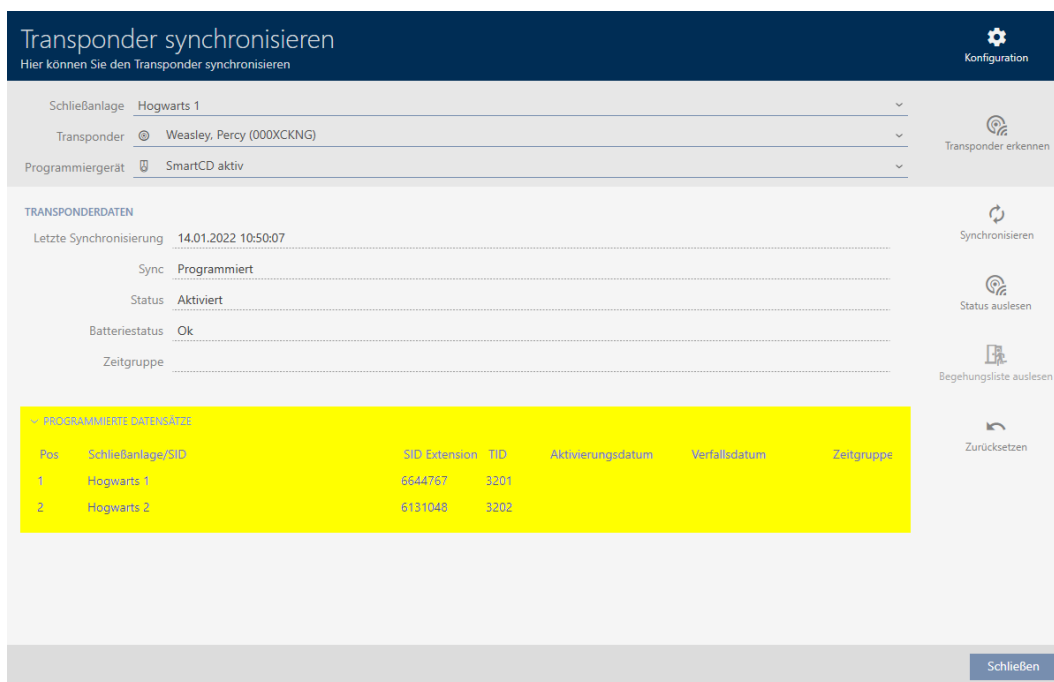 Transponder synchronisieren
Hier können Sie den Transponder synchronisieren
Konfiguration
Schließanlage Hogwarts 1
Transponder Weasley, Percy (000XCKNG)
Programmiergerät SmartCD aktiv
Transponder erkennen
TRANSPONDERDATEN
Letzte Synchronisierung 14.01.2022 10:50:07
Sync Programmiert
Status Aktiviert
Batteriestatus Ok
Zeitgruppe
Synchronisieren
Status auslesen
Begehungsliste auslesen
Zurücksetzen
PROGRAMMIERTE DATENSÄTZE
Pos Schließanlage/SID SID Extension TID Aktivierungsdatum Verfallsdatum Zeitgruppe
1 Hogwarts 1 6644767 3201
2 Hogwarts 2 6131048 3202
Schließen